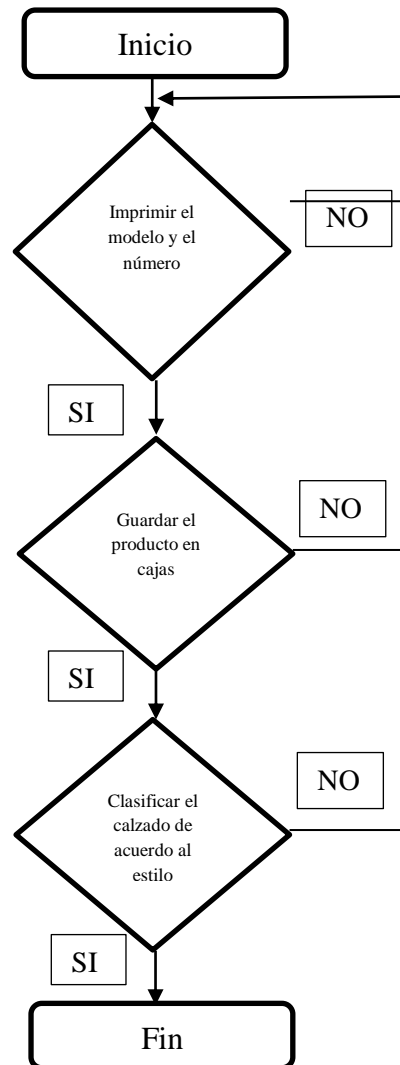 Inicio
Imprimir el
modelo y el
número
NO
SI
Guardar el
producto en
cajas
NO
SI
Clasificar el
calzado de
acuerdo al
estilo
NO
SI
Fin